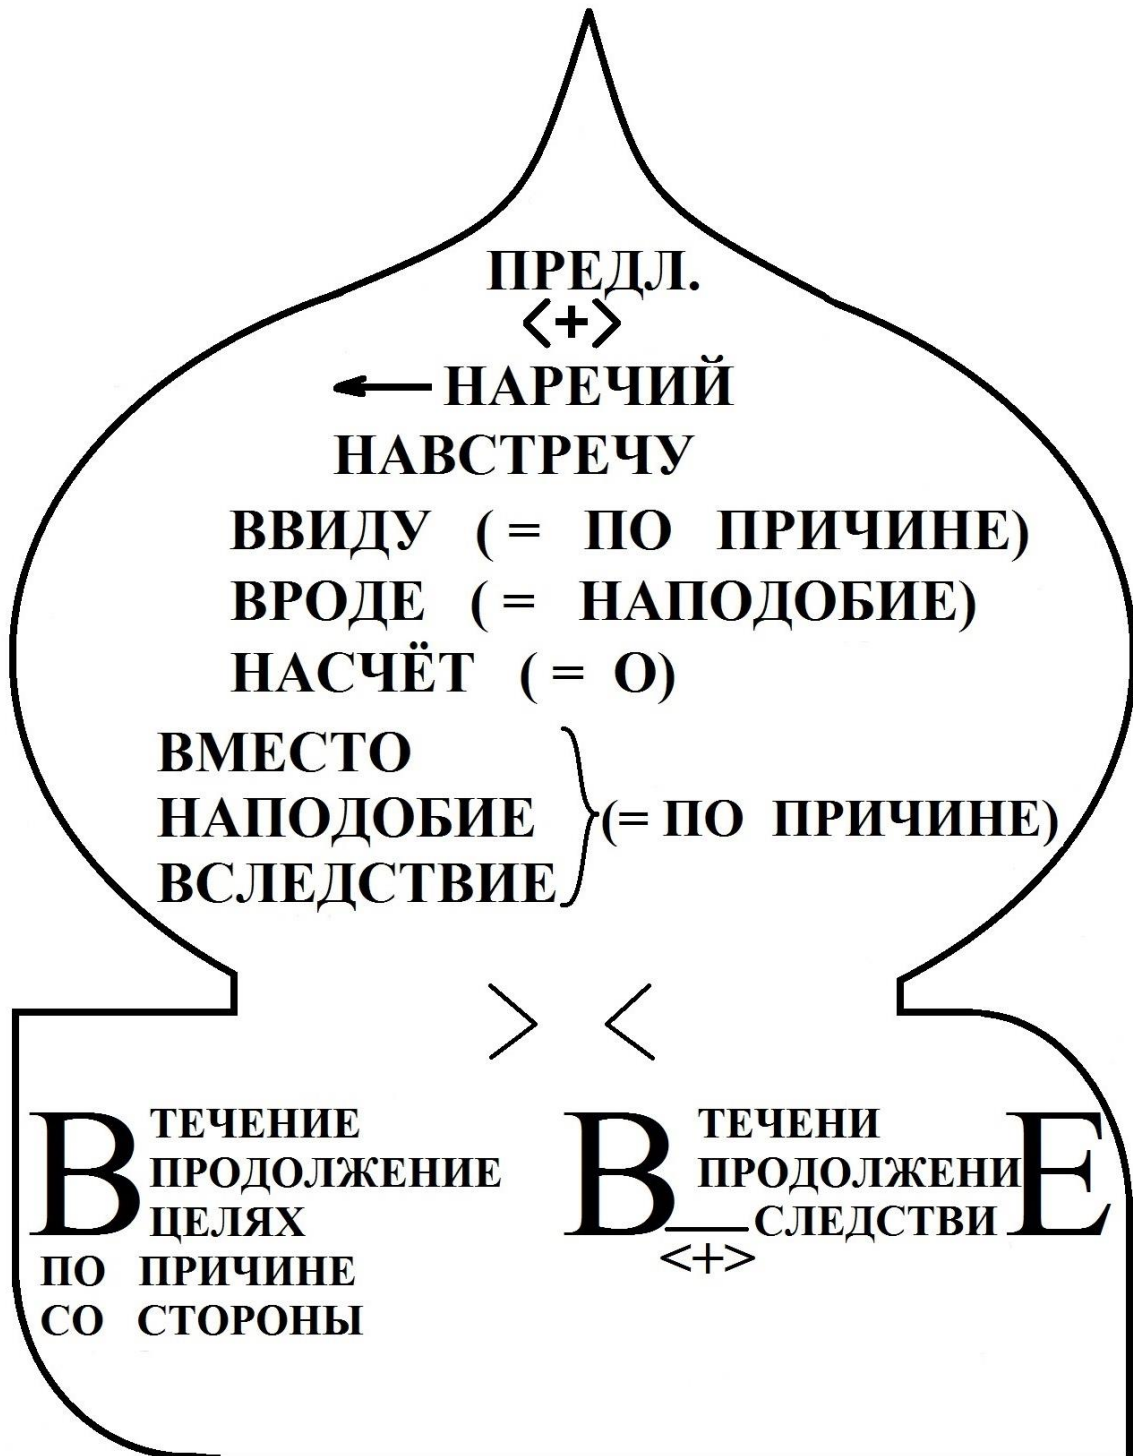 ПРЕДЛ.
<+>
НАРЕЧИЙ
НАВСТРЕЧУ
ВВИДУ ( = ПО ПРИЧИНЕ)
ВРОДЕ ( = НАПОДОБИЕ)
НАСЧЁТ ( = О)
ВМЕСТО
НАПОДОБИЕ
ВСЛЕДСТВИЕ
(= ПО ПРИЧИНЕ)
> <
В
ТЕЧЕНИЕ
ПРОДОЛЖЕНИЕ
ЦЕЛЯХ
ПО ПРИЧИНЕ
СО СТОРОНЫ
В
ТЕЧЕНИ
ПРОДОЛЖЕНИ
СЛЕДСТВИ
Е
<+>